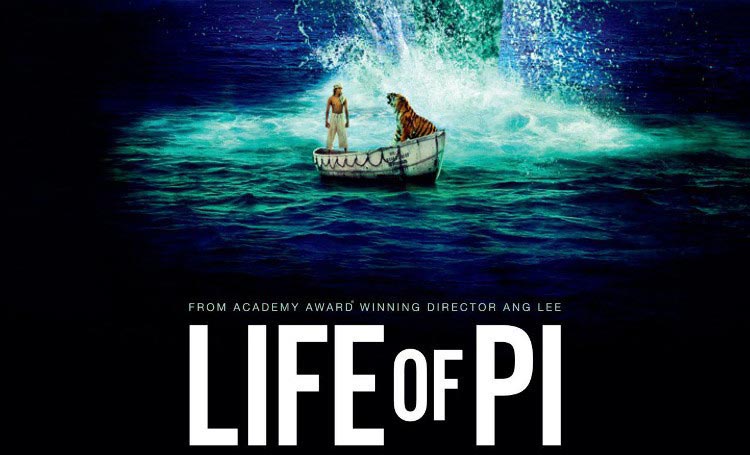 FROM ACADEMY AWARD® WINNING DIRECTOR ANG LEE
LIFE OF PI